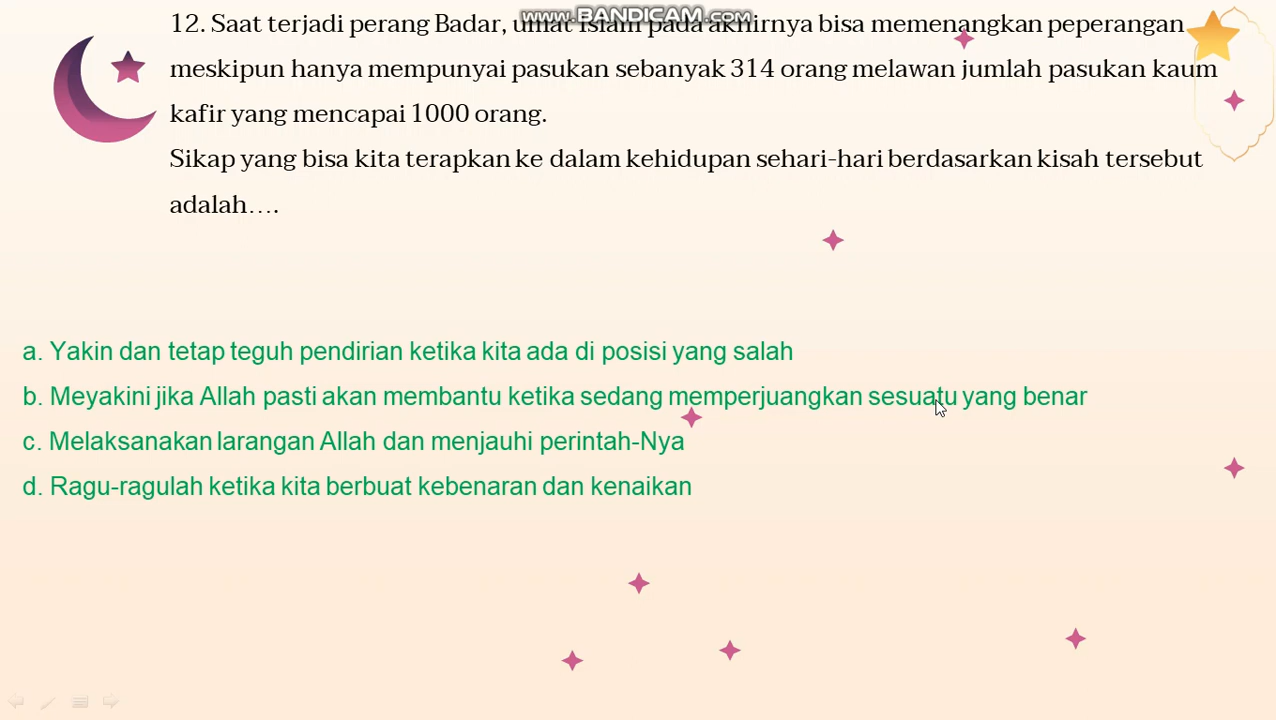 www.BANDICAM.com
12. Saat terjadi perang Badar, umat Islam pada akhirnya bisa memenangkan peperangan
meskipun hanya mempunyai pasukan sebanyak 314 orang melawan jumlah pasukan kaum
kafir yang mencapai 1000 orang.
Sikap yang bisa kita terapkan ke dalam kehidupan sehari-hari berdasarkan kisah tersebut
adalah….
a. Yakin dan tetap teguh pendirian ketika kita ada di posisi yang salah
b. Meyakini jika Allah pasti akan membantu ketika sedang memperjuangkan sesuatu yang benar
c. Melaksanakan larangan Allah dan menjauhi perintah-Nya
d. Ragu-ragulah ketika kita berbuat kebenaran dan kenaikan